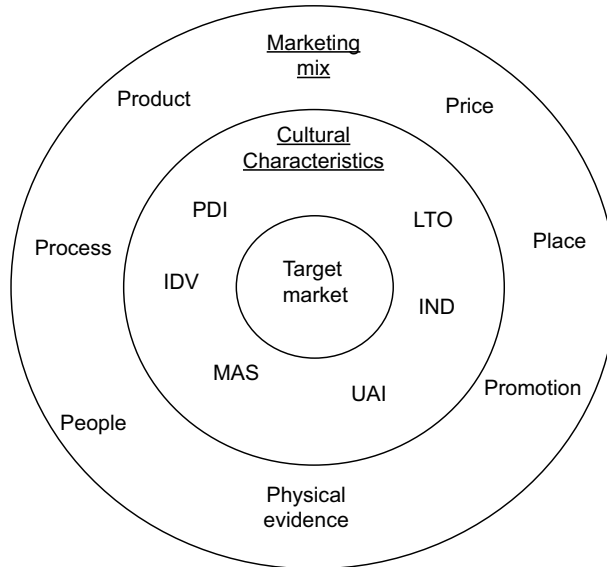 Marketing
mix
Product
Price
Cultural
Characteristics
PDI
LTO
Process
Place
Target
market
IDV
IND
MAS
UAI
Promotion
People
Physical
evidence